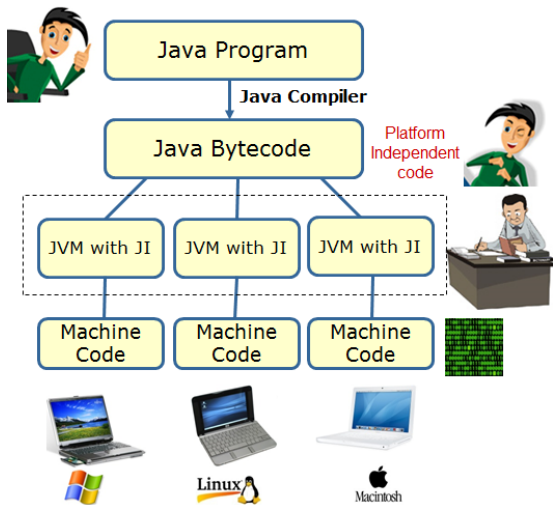 Java Program
Java Compiler
Java Bytecode
Platform
Independent
code
JVM with JI
JVM with JI
JVM with JI
Machine
Code
Machine
Code
Machine
Code
Linux
Macintosh